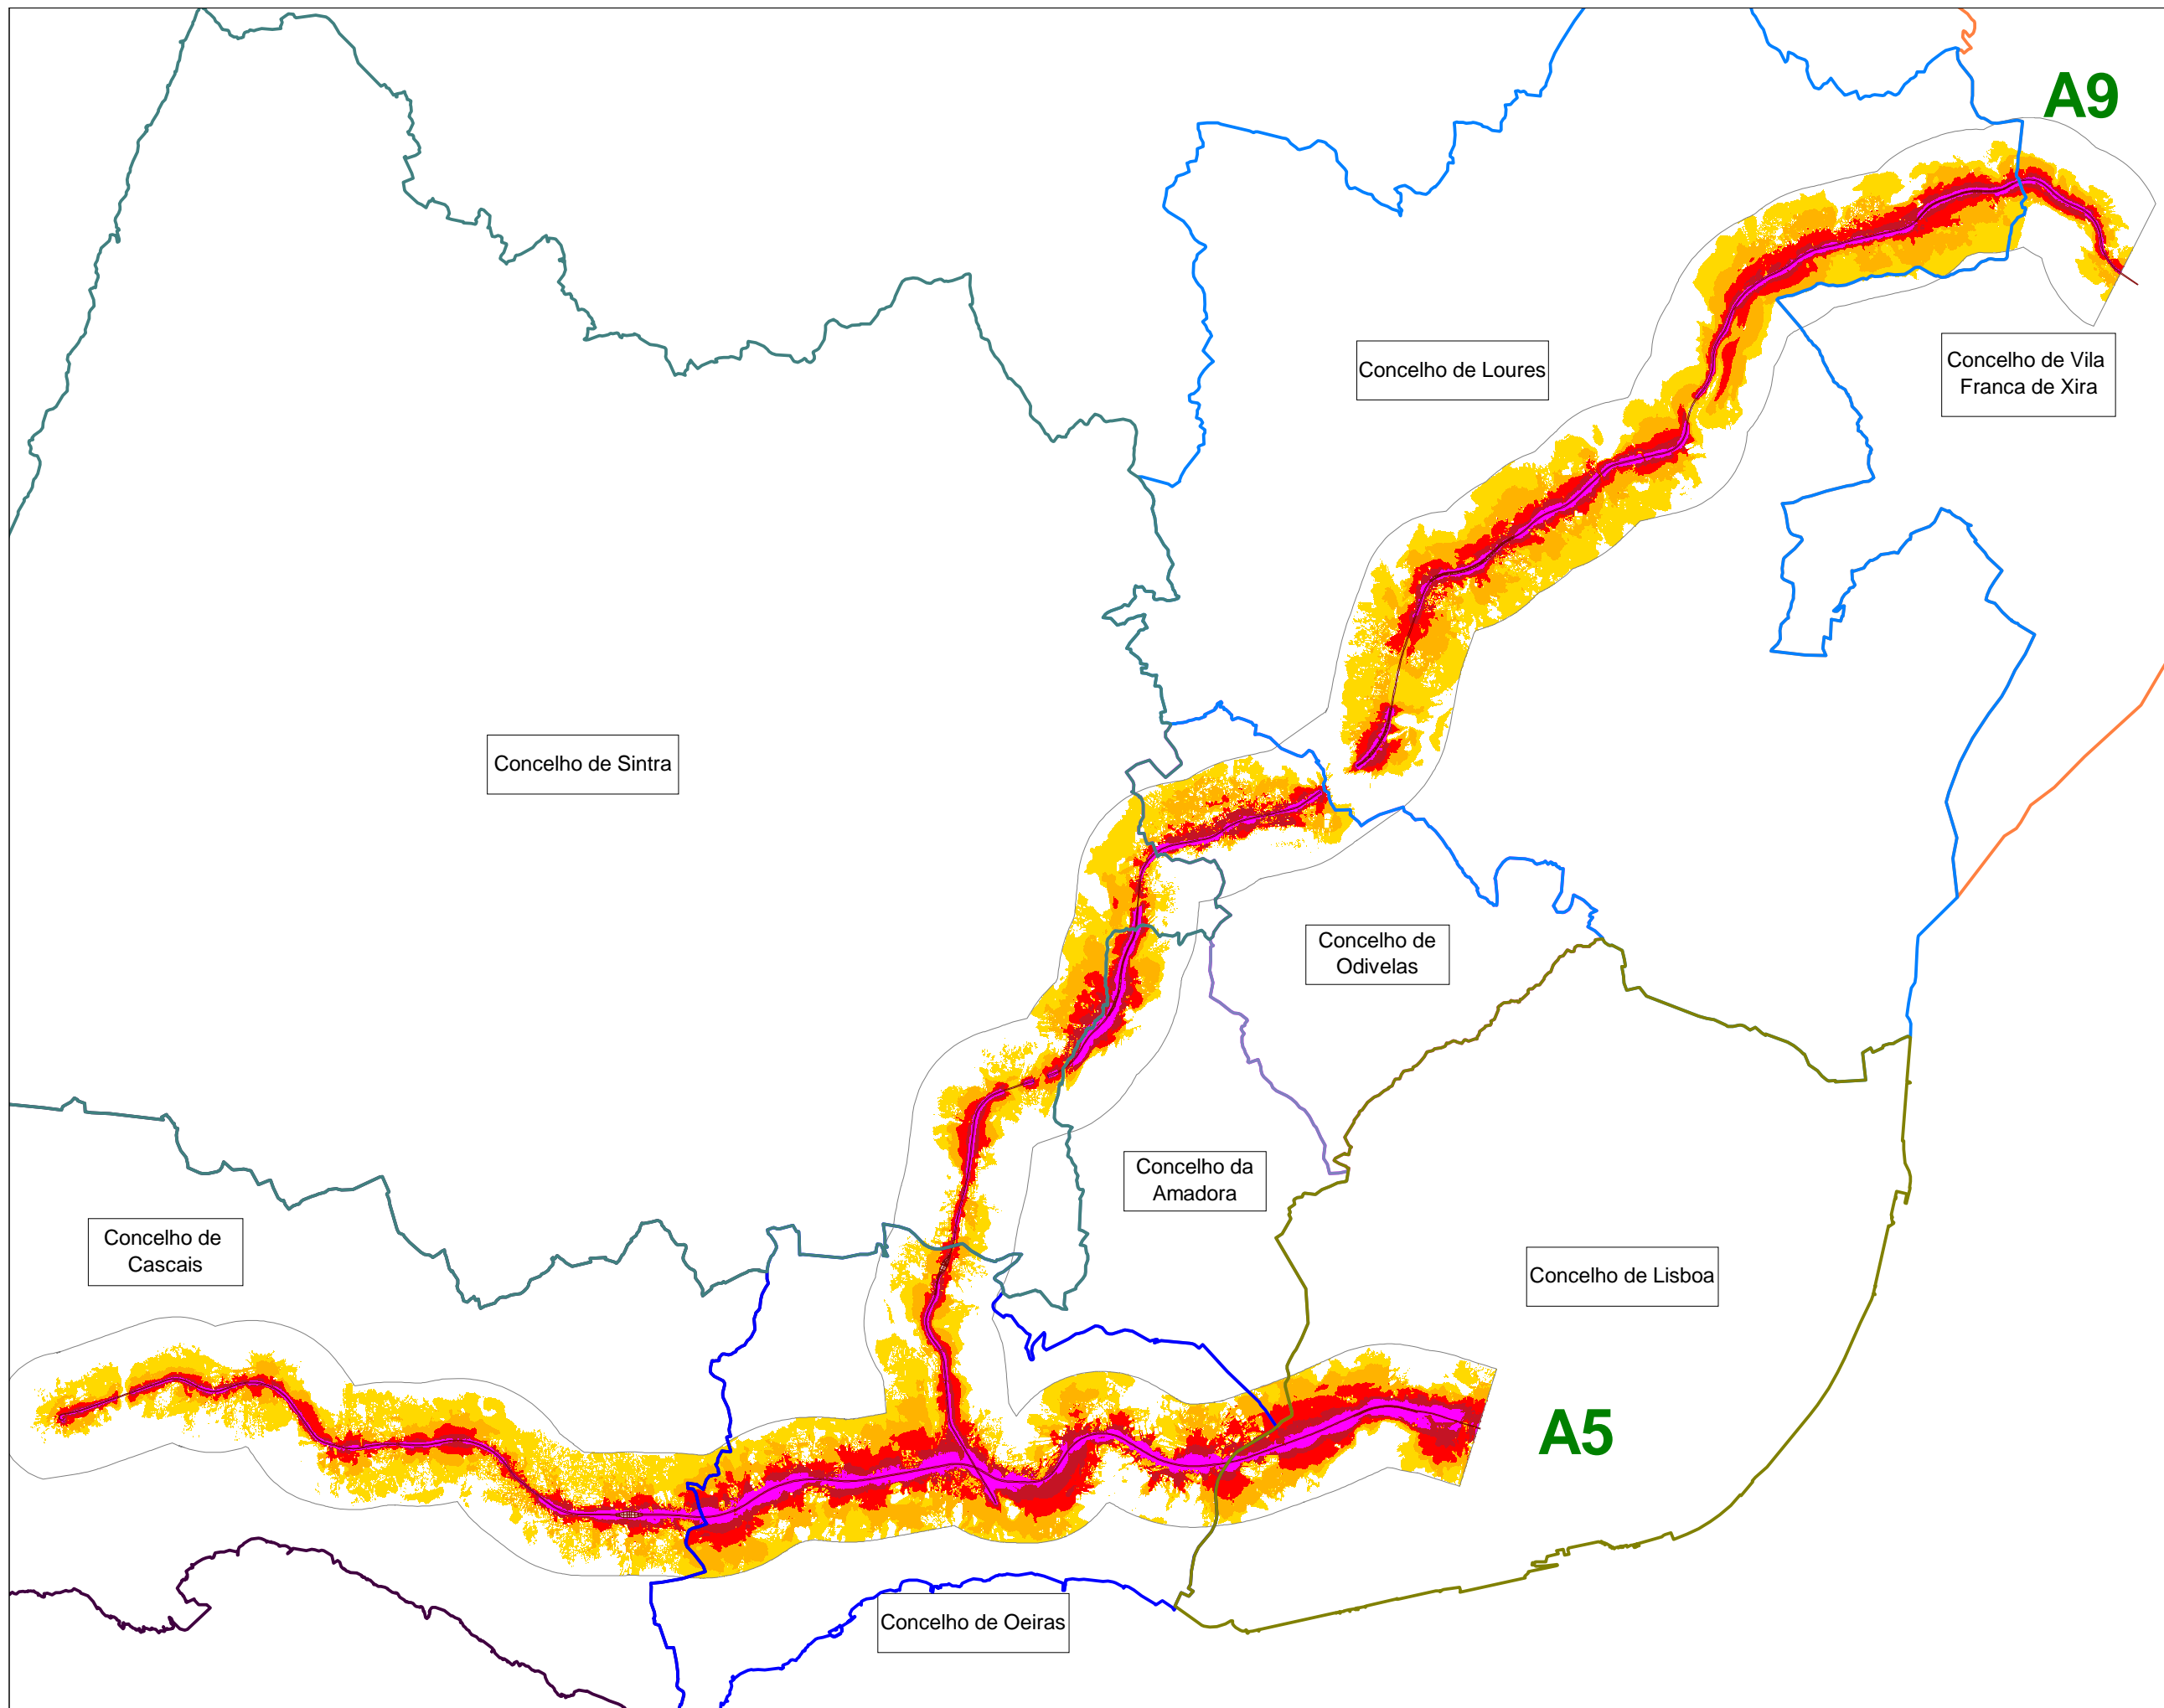 A9
Concelho de Loures
Concelho de Vila
Franca de Xira
Concelho de Sintra
Concelho de
Odivelas
Concelho da
Amadora
Concelho de
Cascais
Concelho de Lisboa
A5
Concelho de Oeiras